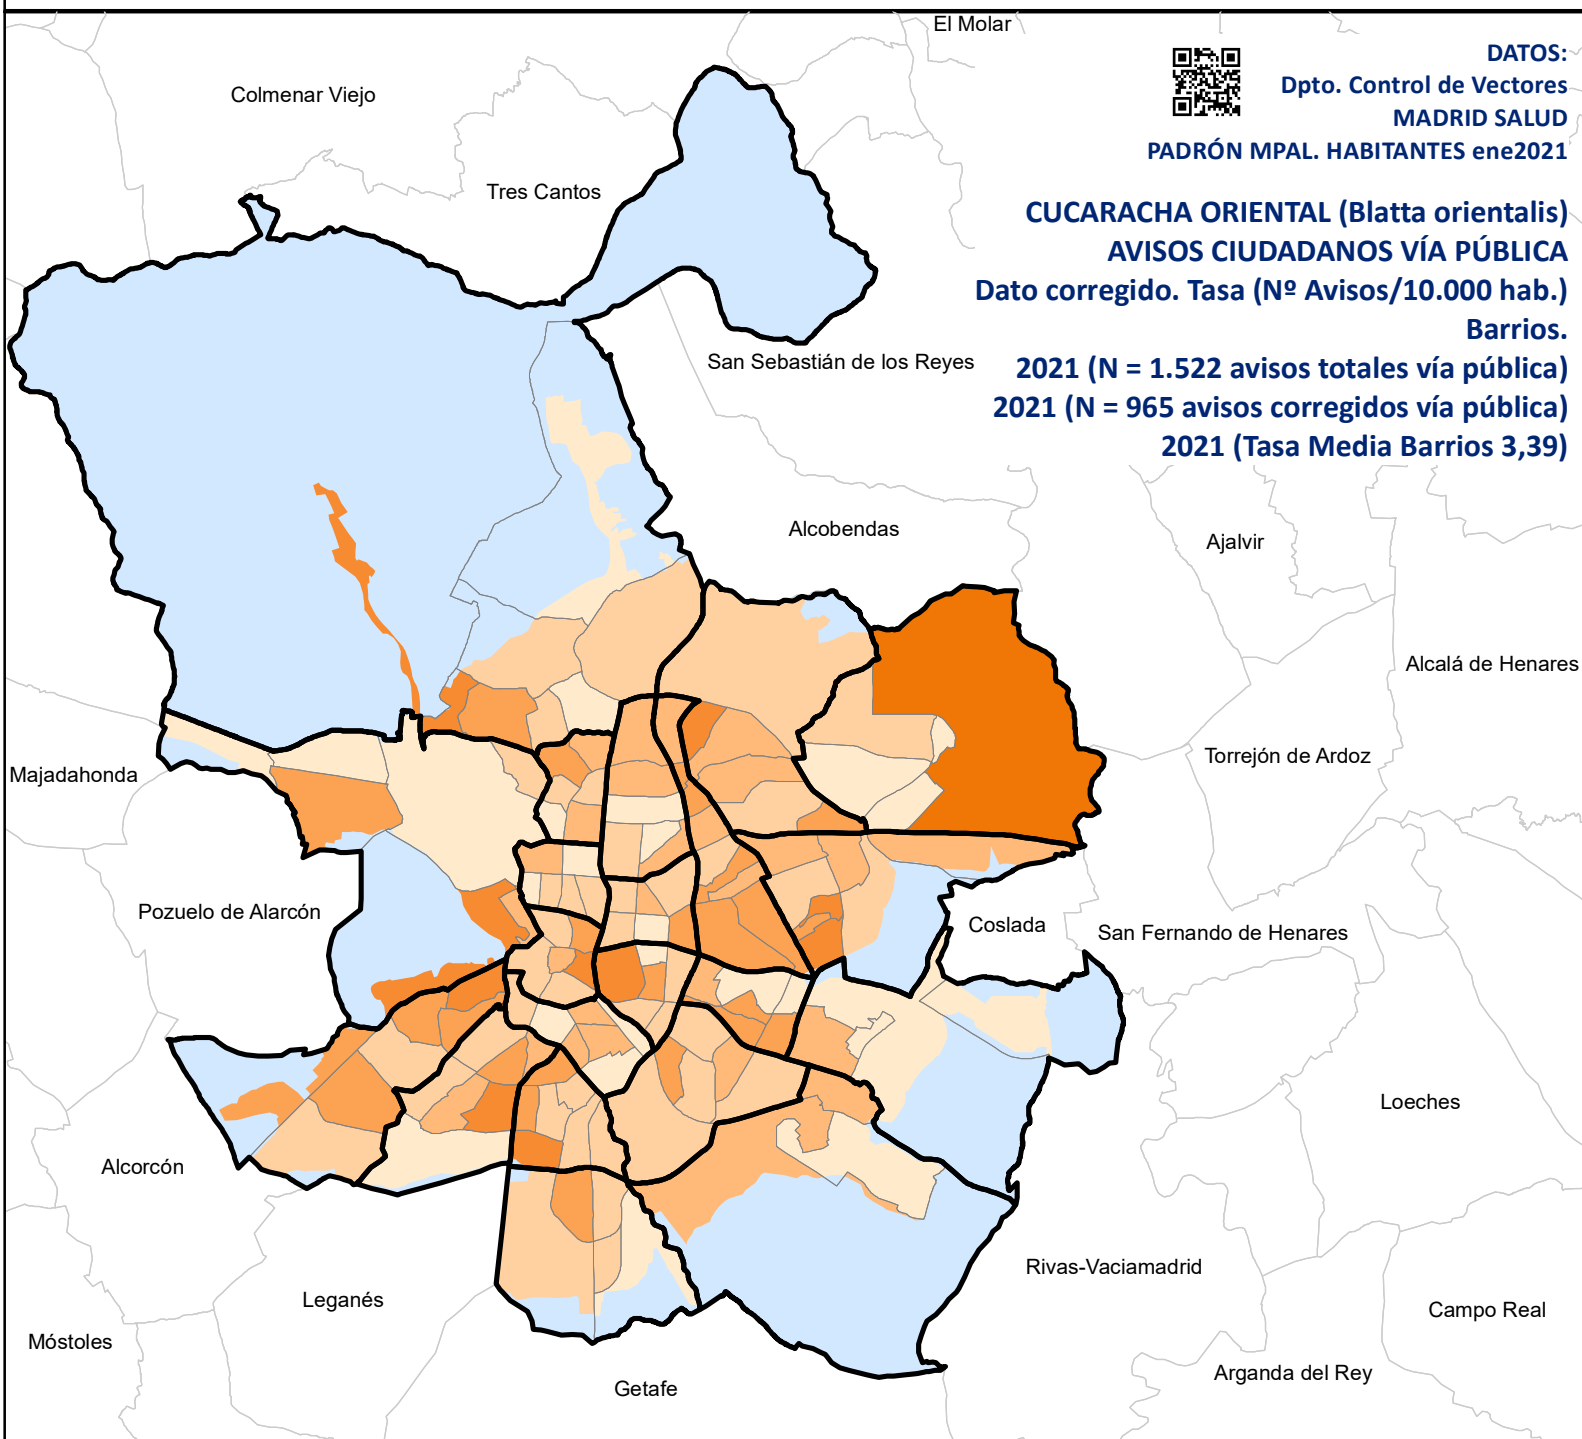 El Molar
DATOS:
Dpto. Control de Vectores
MADRID SALUD
PADRÓN MPAL. HABITANTES ene2021
Colmenar Viejo
Tres Cantos
CUCARACHA ORIENTAL (Blatta orientalis)
AVISOS CIUDADANOS VÍA PÚBLICA
Dato corregido. Tasa (Nº Avisos/10.000 hab.)
Barrios.
2021 (N = 1.522 avisos totales vía pública)
2021 (N = 965 avisos corregidos vía pública)
2021 (Tasa Media Barrios 3,39)
San Sebastián de los Reyes
Alcobendas
Ajalvir
Alcalá de Henares
Torrejón de Ardoz
Majadahonda
Pozuelo de Alarcón
Coslada
San Fernando de Henares
Loeches
Alcorcón
Rivas-Vaciamadrid
Leganés
Campo Real
Móstoles
Arganda del Rey
Getafe